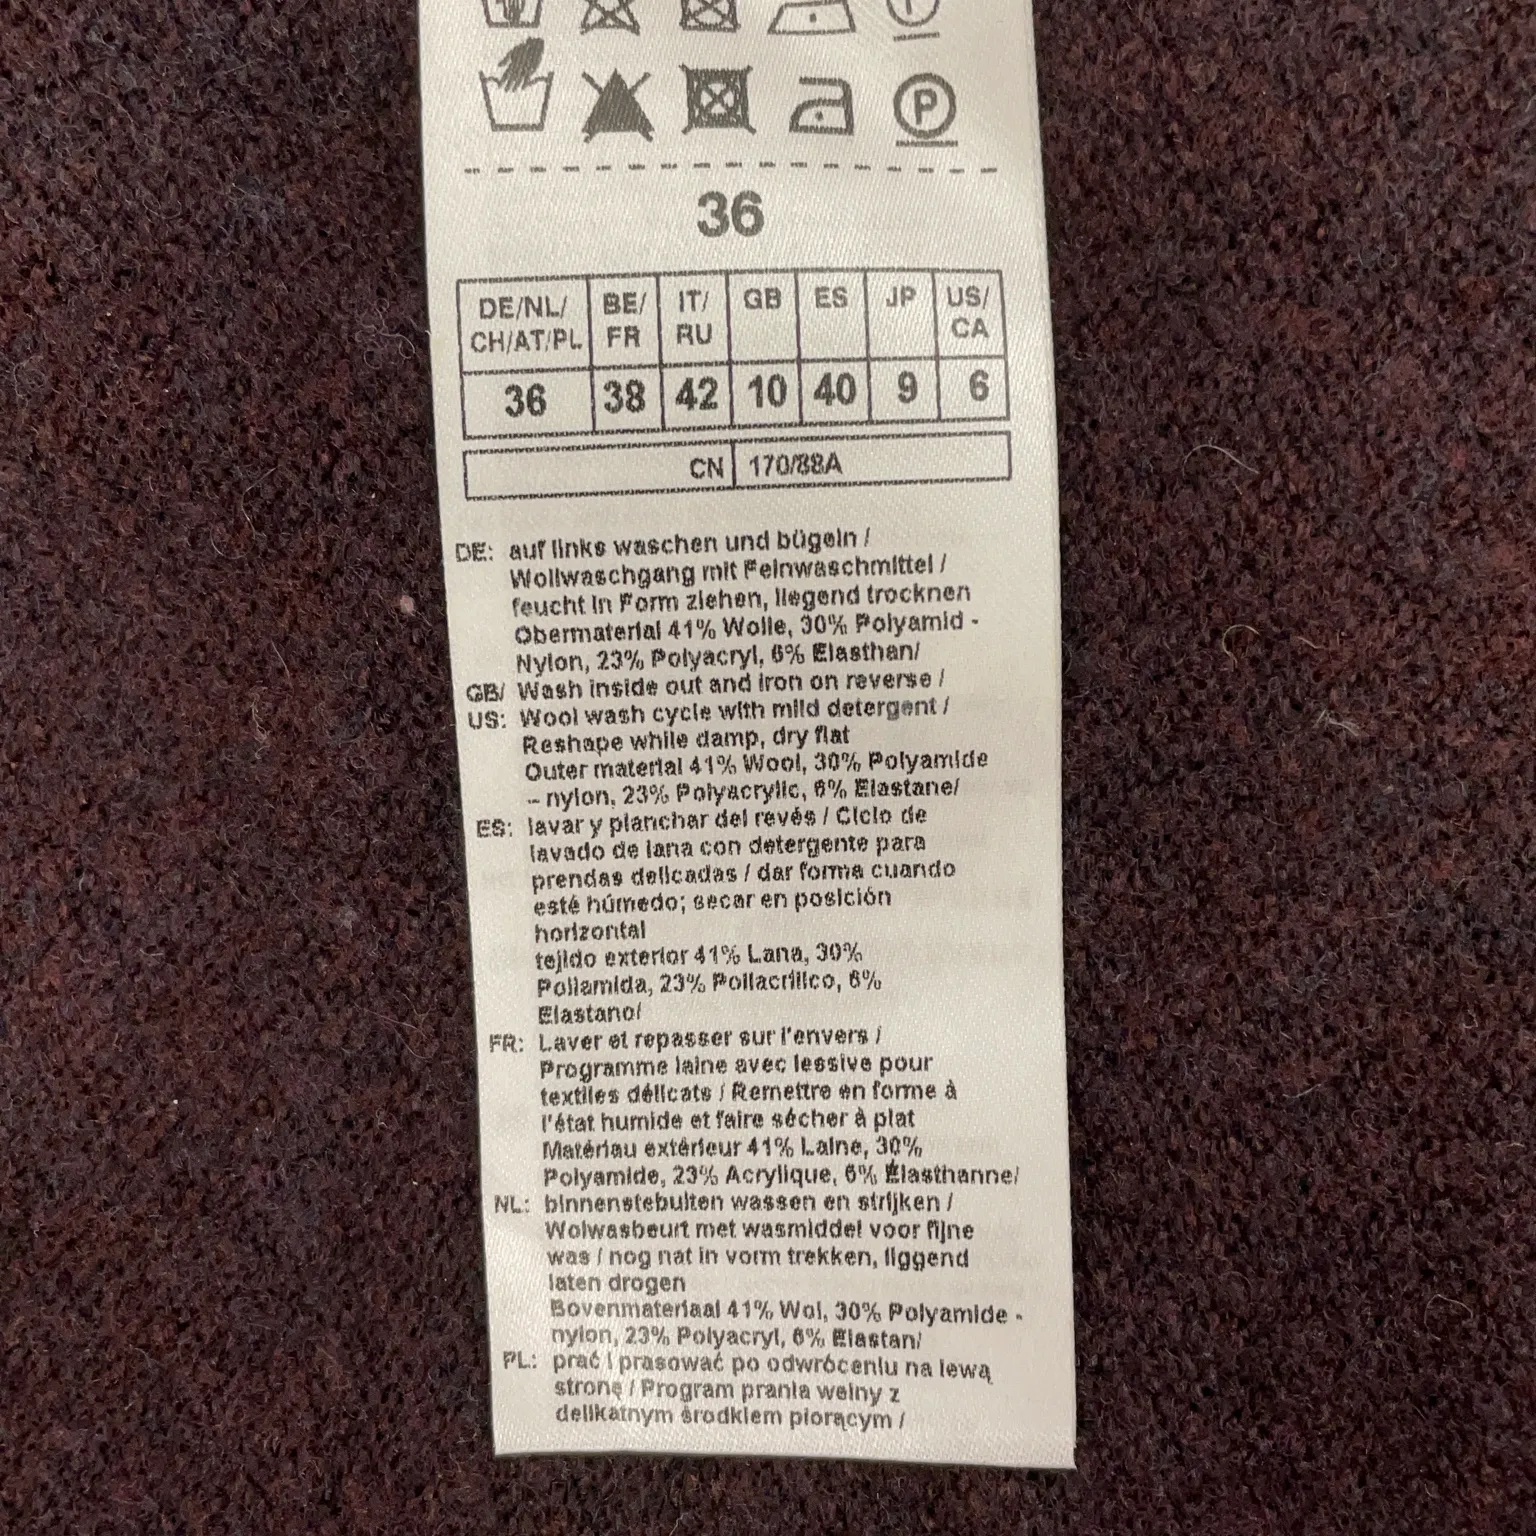 36
DE/NL/ CH/AT/PL BE/ FR IT/ RU GB ES JP US/ CA
36 38 42 10 40 9 6
CN 170/88A
DE: auf links waschen und bügeln /
Wollwaschgang mit Feinwaschmittel /
feucht in Form ziehen, liegend trocknen
Obermaterial 41% Wolle, 30% Polyamid -
Nylon, 23% Polyacryl, 6% Elasthan/
GB/ Wash inside out and iron on reverse /
US: Wool wash cycle with mild detergent /
Reshape while damp, dry flat
Outer material 41% Wool, 30% Polyamide
- nylon, 23% Polyacrylic, 6% Elastane/
ES: lavar y planchar del revés / Ciclo de
lavado de lana con detergente para
prendas delicadas / dar forma cuando
esté húmedo; secar en posición
horizontal
tejido exterior 41% Lana, 30%
Poliamida, 23% Poliacrílico, 6%
Elastano/
FR: Laver et repasser sur l'envers /
Programme laine avec lessive pour
textiles délicats / Remettre en forme à
l'état humide et faire sécher à plat
Matériau extérieur 41% Laine, 30%
Polyamide, 23% Acrylique, 6% Élasthanne/
NL: binnenstebuiten wassen en strijken /
Wolwasbeurt met wasmiddel voor fijne
was / nog nat in vorm trekken, liggend
laten drogen
Bovenmateriaal 41% Wol, 30% Polyamide -
nylon, 23% Polyacryl, 6% Elastan/
PL: prać i prasować po odwróceniu na lewą
stronę / Program prania wełny z
delikatnym środkiem piorącym /